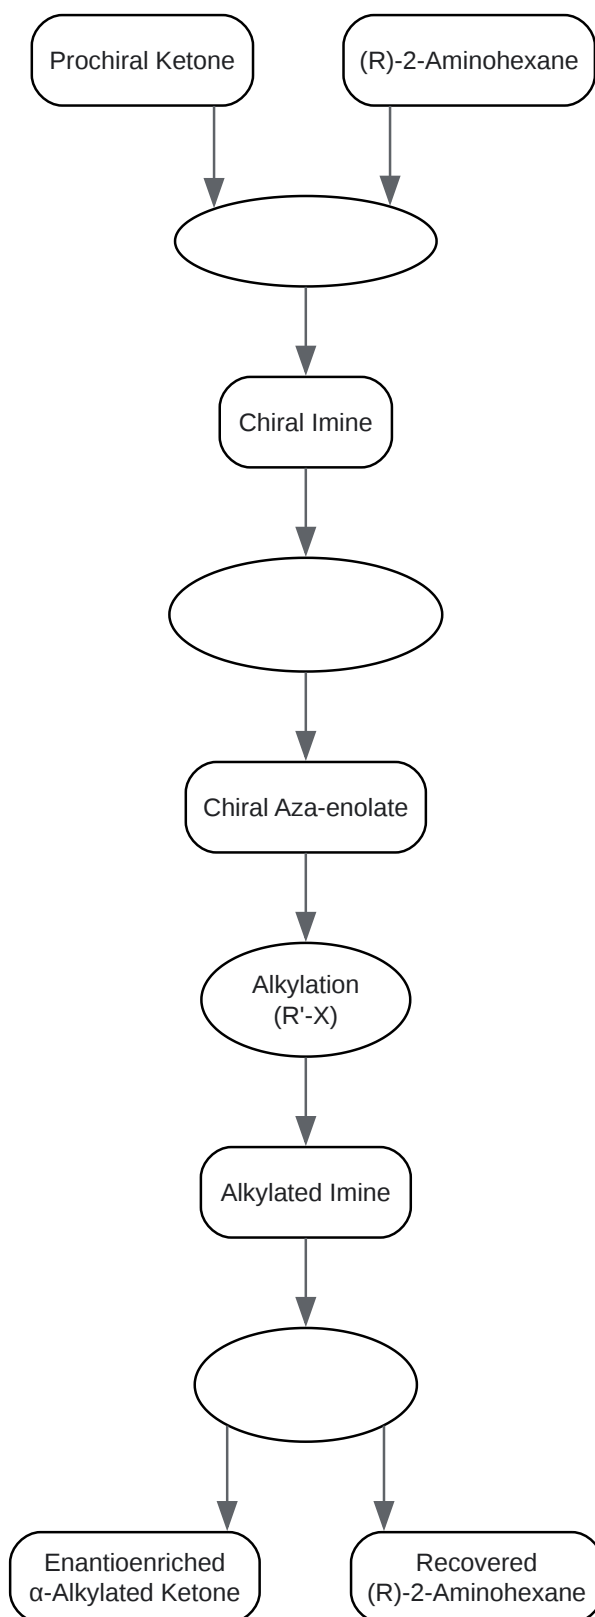 Prochiral Ketone
(R)-2-Aminohexane
Chiral Imine
Chiral Aza-enolate
Alkylation
(R'-X)
Alkylated Imine
Enantioenriched
α-Alkylated Ketone
Recovered
(R)-2-Aminohexane